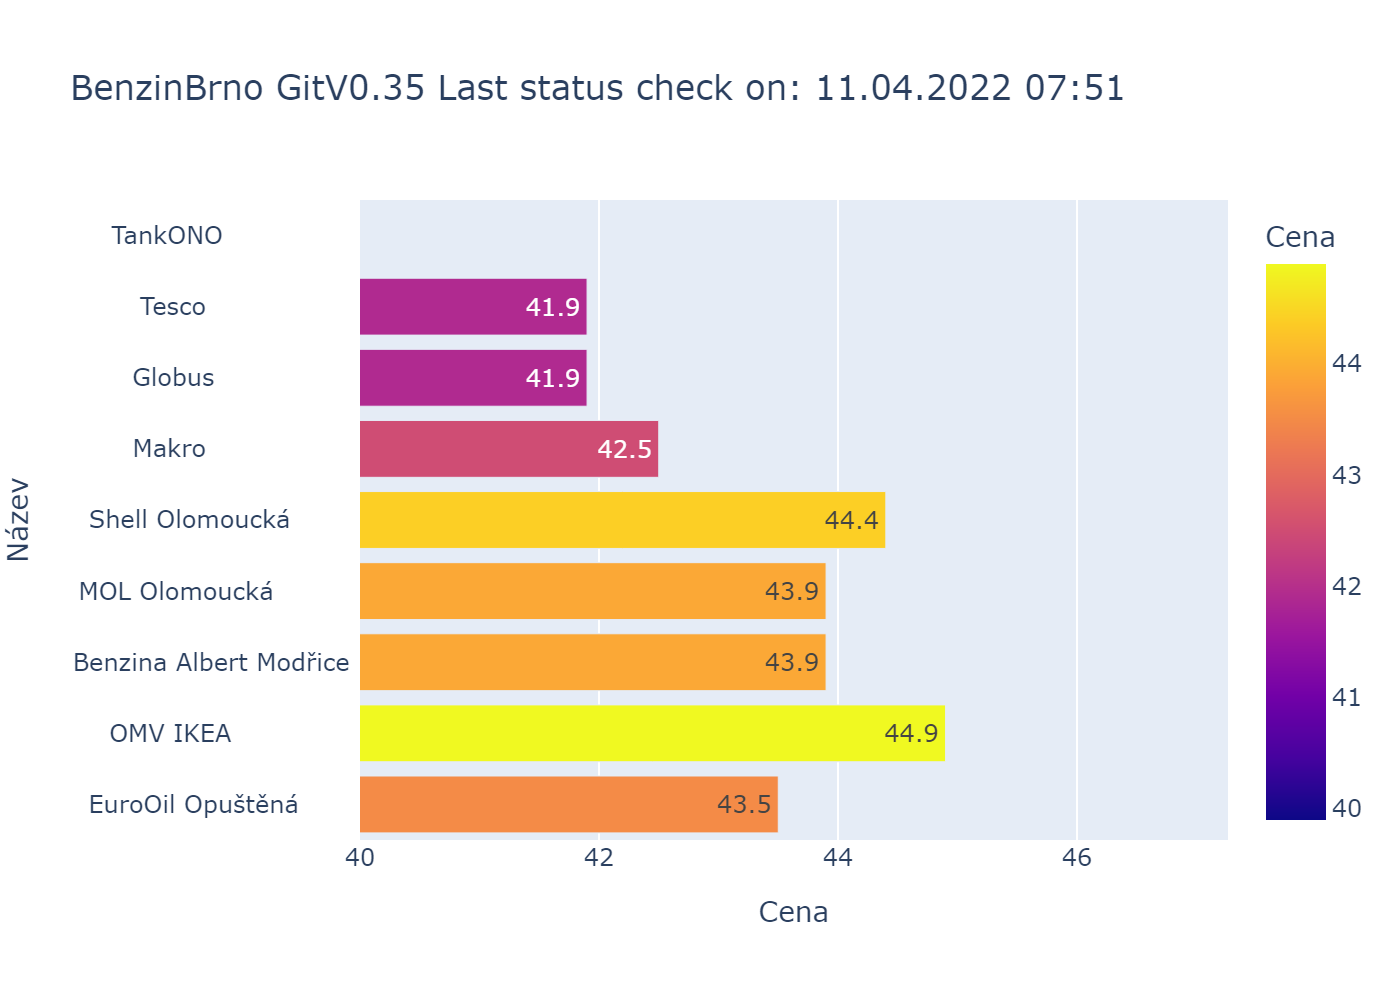 BenzinBrno GitV0.35 Last status check on: 11.04.2022 07:51
Název
TankONO
Tesco 41.9
Globus 41.9
Makro 42.5
Shell Olomoucká 44.4
MOL Olomoucká 43.9
Benzina Albert Modřice 43.9
OMV IKEA 44.9
EuroOil Opuštěná 43.5
40 42 44 46
Cena
Cena
44
43
42
41
40